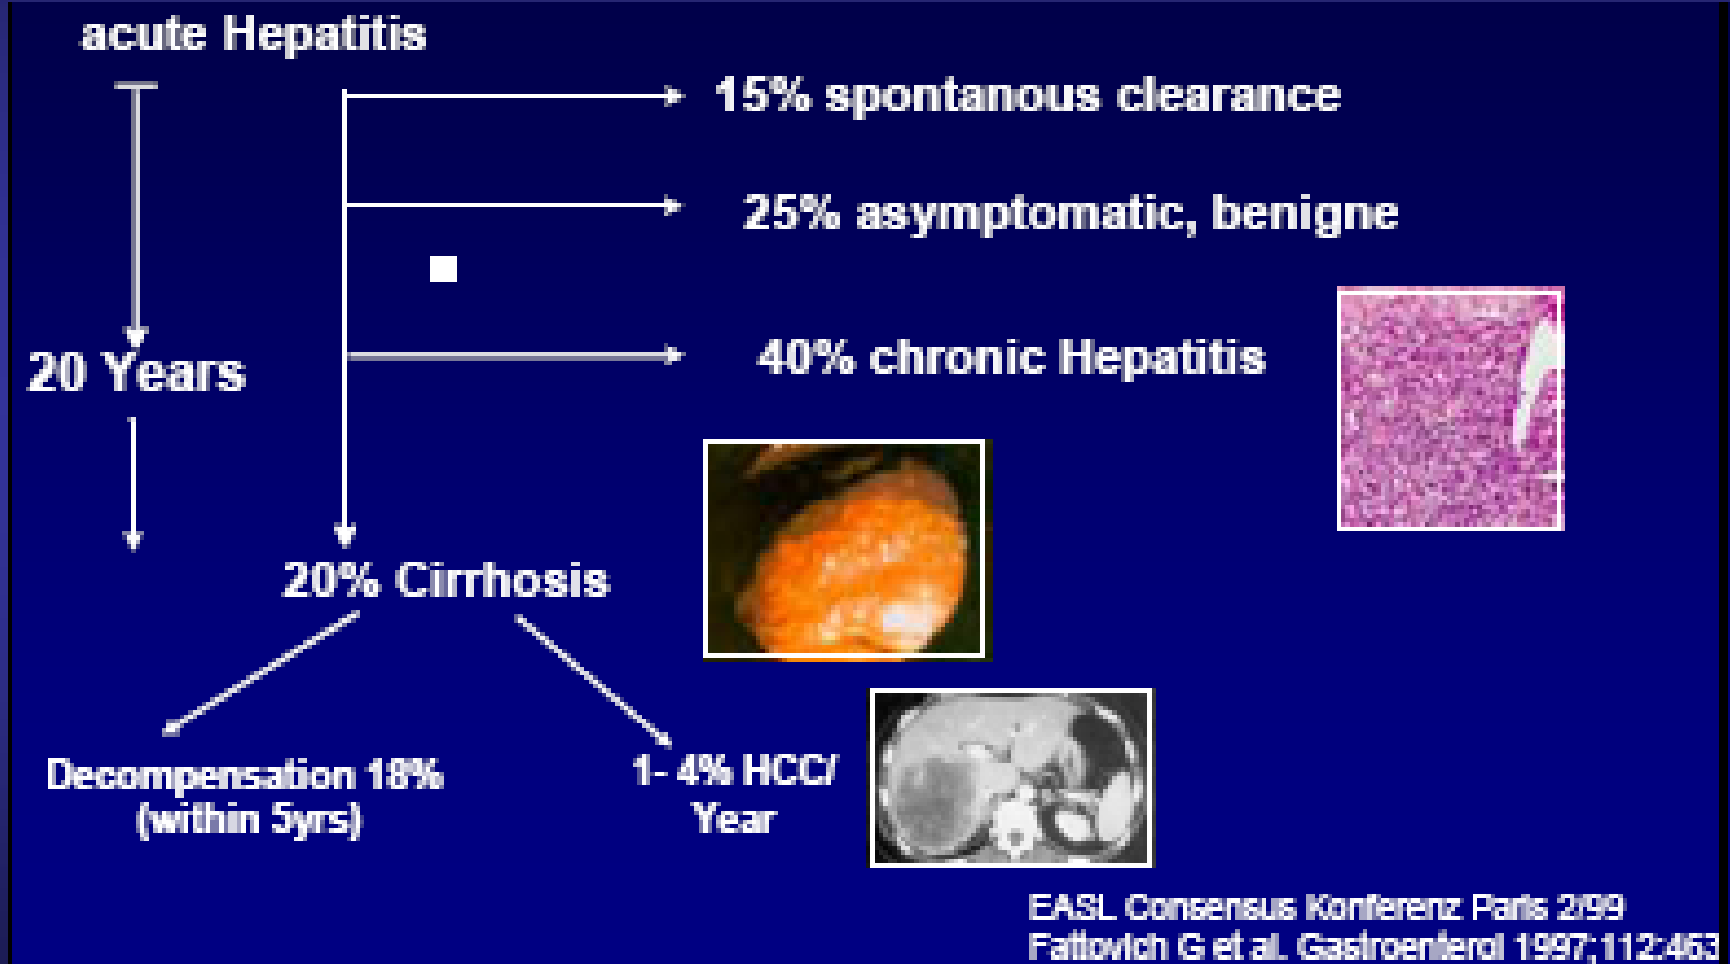 acute Hepatitis
15% spontanous clearance
25% asymptomatic, benigne
40% chronic Hepatitis
20 Years
20% Cirrhosis
Decompensation 18%
(within 5yrs)
1- 4% HCC/
Year
EASL Consensus Konferenz Paris 2/99
Fattovich G et al. Gastroenterol 1997;112:463